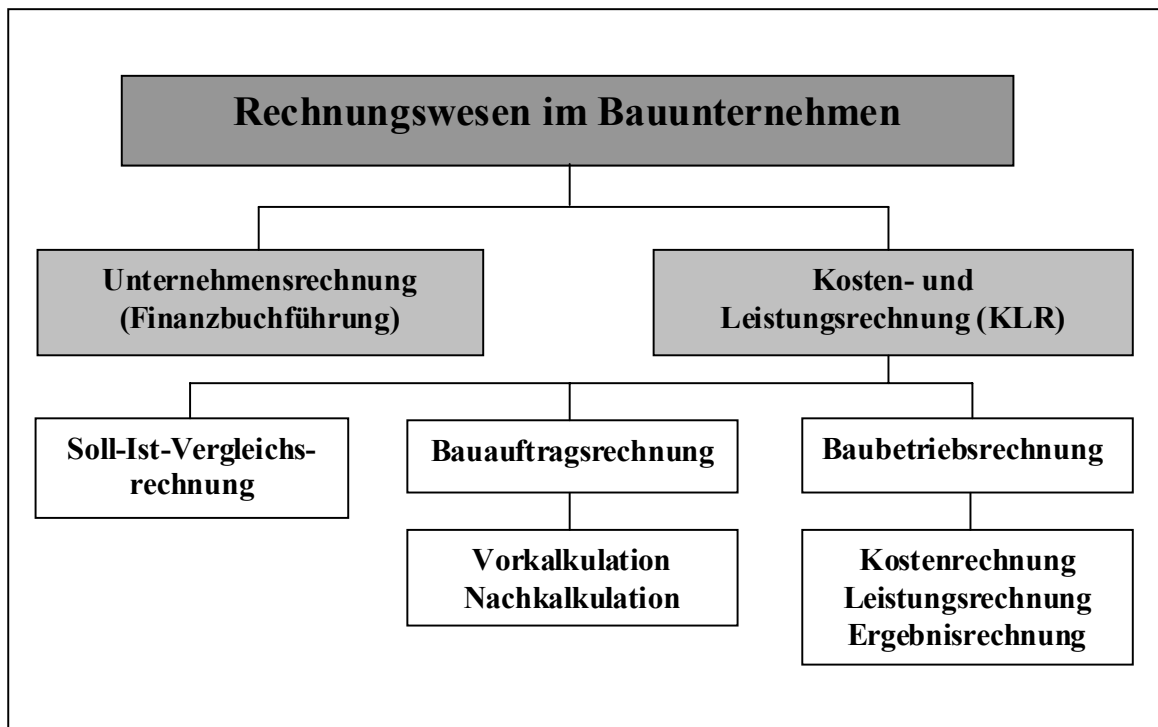 Rechnungswesen im Bauunternehmen
Unternehmensrechnung
(Finanzbuchführung)
Kosten- und
Leistungsrechnung (KLR)
Soll-Ist-Vergleichs-
rechnung
Bauauftragsrechnung
Baubetriebsrechnung
Vorkalkulation
Nachkalkulation
Kostenrechnung
Leistungsrechnung
Ergebnisrechnung